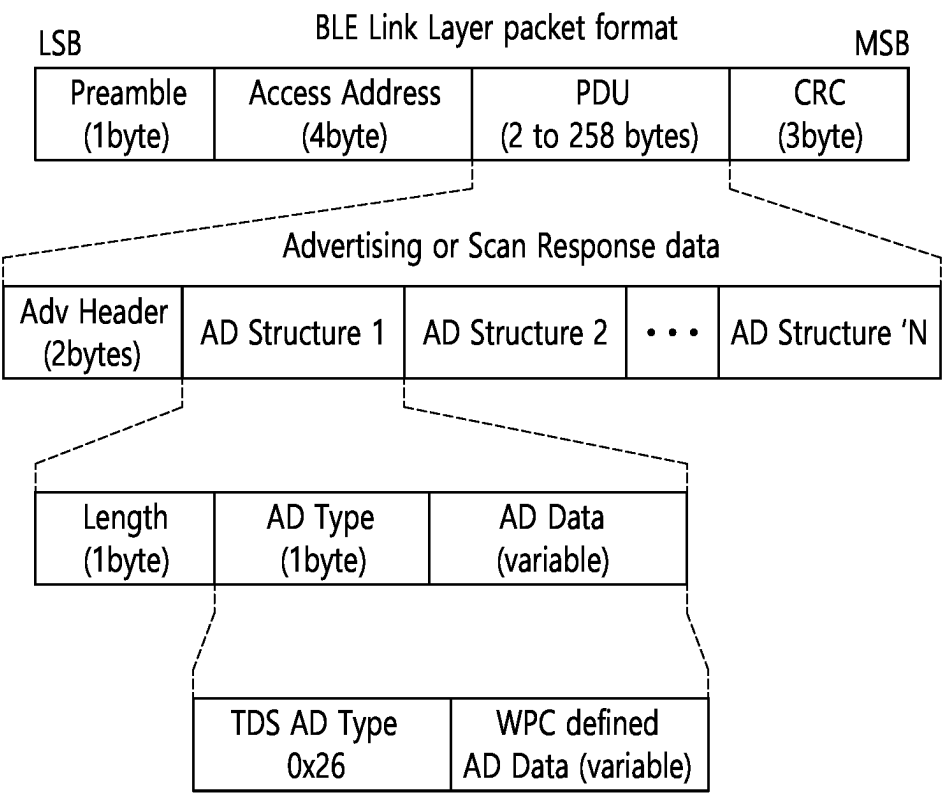 BLE Link Layer packet format
LSB
MSB
Preamble
(1byte)
Access Address
(4byte)
PDU
(2 to 258 bytes)
CRC
(3byte)
Advertising or Scan Response data
Adv Header
(2bytes)
AD Structure 1
AD Structure 2
• • •
AD Structure 'N
Length
(1byte)
AD Type
(1byte)
AD Data
(variable)
TDS AD Type
0x26
WPC defined
AD Data (variable)